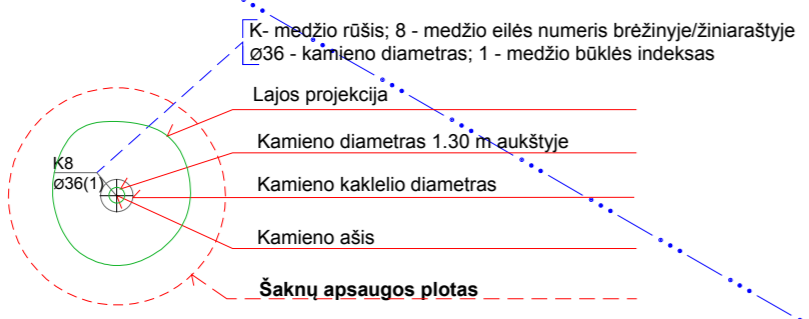 K- medžio rūšis; 8 - medžio eilės numeris brėžinyje/žiniaraštyje
Ø36 - kamieno diametras; 1 - medžio būklės indeksas
Lajos projekcija
Kamieno diametras 1.30 m aukštyje
K8
Ø36(1)
Kamieno kaklelio diametras
Kamieno ašis
Šaknų apsaugos plotas